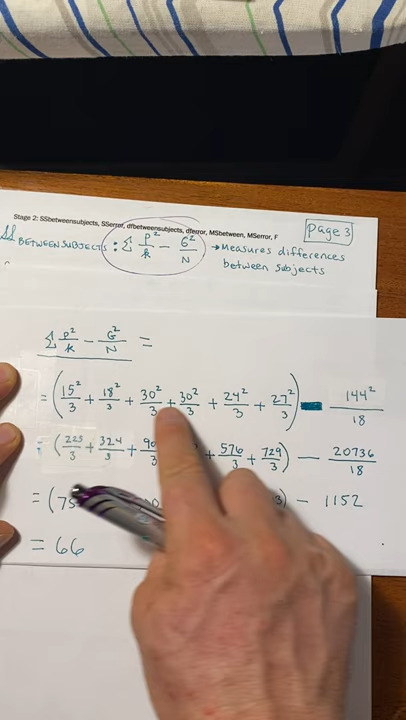 Stage 2: SSbetweensubjects, SSerror, dfbetweensubjects, dferror, MSbetween, MSerror, F
Page 3
SS BETWEEN SUBJECTS : Σ P²/k − G²/N → Measures differences
between subjects
Σ P²/k − G²/N =
= (15²/3 + 18²/3 + 30²/3 + 30²/3 + 24²/3 + 27²/3) − 144²/18
= (225/3 + 324/3 + 90 + 576/3 + 729/3) − 20736/18
= (75 3) − 1152
= 66